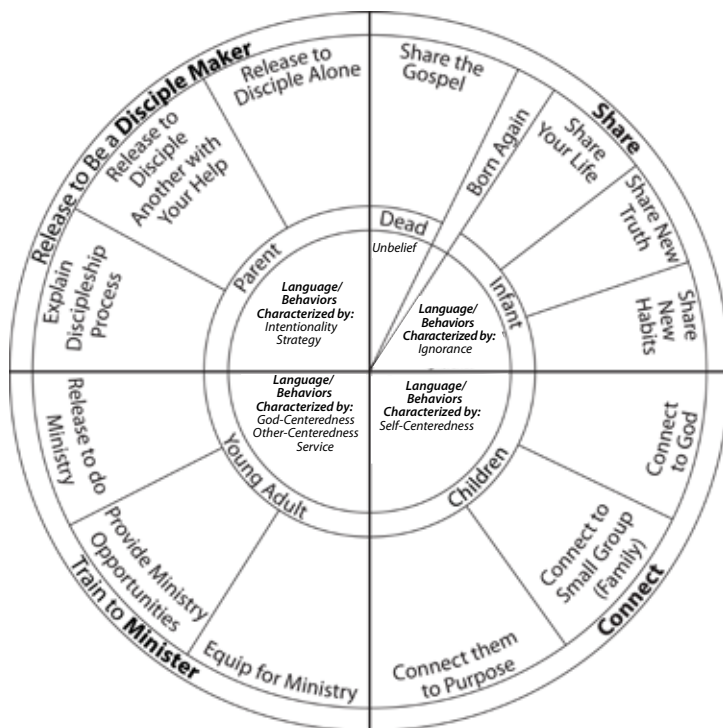 Share
Share the
Gospel
Born Again
Share
Your Life
Share New
Truth
Share
New
Habits
Dead
Unbelief
Infant
Language/
Behaviors
Characterized by:
Ignorance
Connect
to God
Connect to
Small Group
(Family)
Connect them
to Purpose
Connect
Children
Language/
Behaviors
Characterized by:
Self-Centeredness
Equip for Ministry
Provide Ministry
Opportunities
Release to do
Ministry
Train to Minister
Young Adult
Language/
Behaviors
Characterized by:
God-Centeredness
Other-Centeredness
Service
Explain
Discipleship
Process
Release to
Disciple
Another with
Your Help
Release to
Disciple Alone
Release to Be a Disciple Maker
Parent
Language/
Behaviors
Characterized by:
Intentionality
Strategy